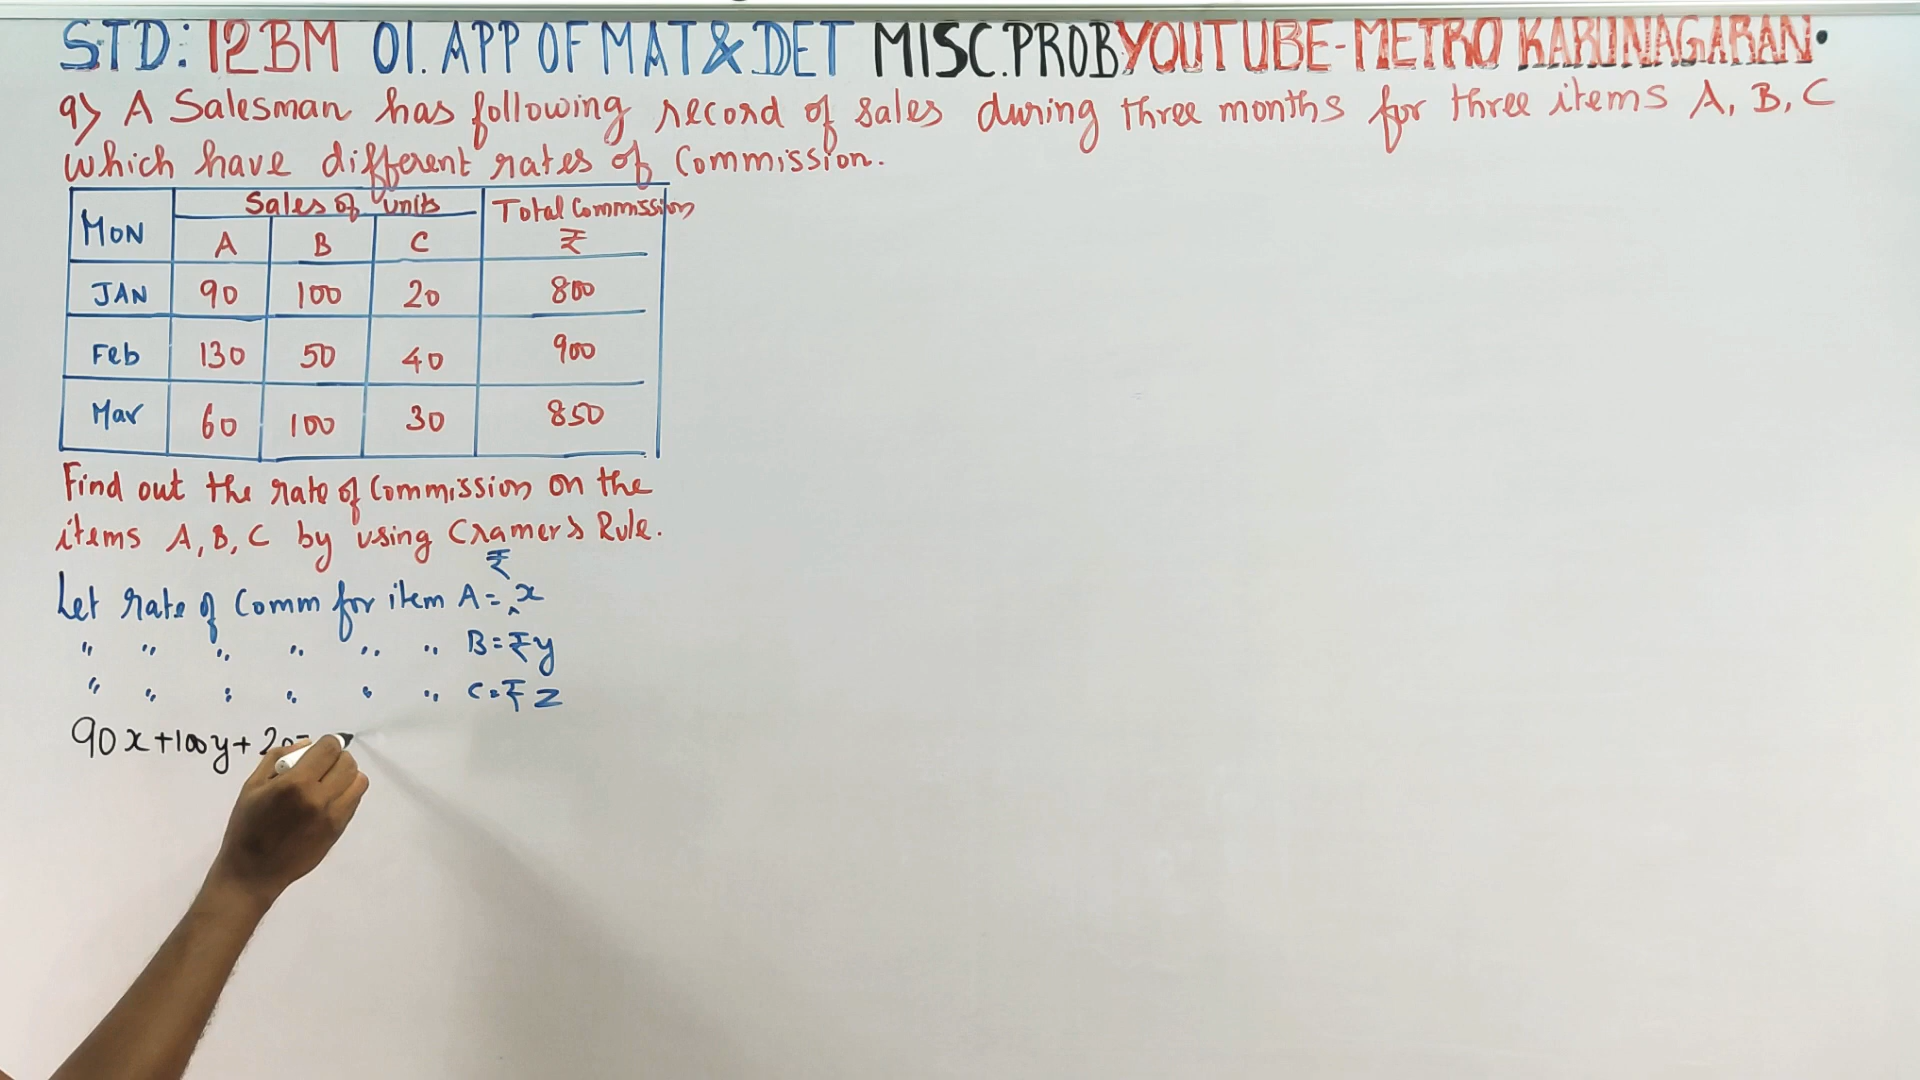 STD: 12BM 01. APP OF MAT & DET MISC.PROB YOUTUBE-METRO KARUNAGARAN.
9) A Salesman has following record of sales during three months for three items A, B, C
which have different rates of Commission.
MON Sales of units Total Commission
A B C ₹
JAN 90 100 20 800
Feb 130 50 40 900
Mar 60 100 30 850
Find out the rate of Commission on the
items A, B, C by using Cramer's Rule.
Let rate of Comm for item A = ₹ x
" " " " " " B = ₹ y
" " " " " " C = ₹ z
90x + 100y + 20